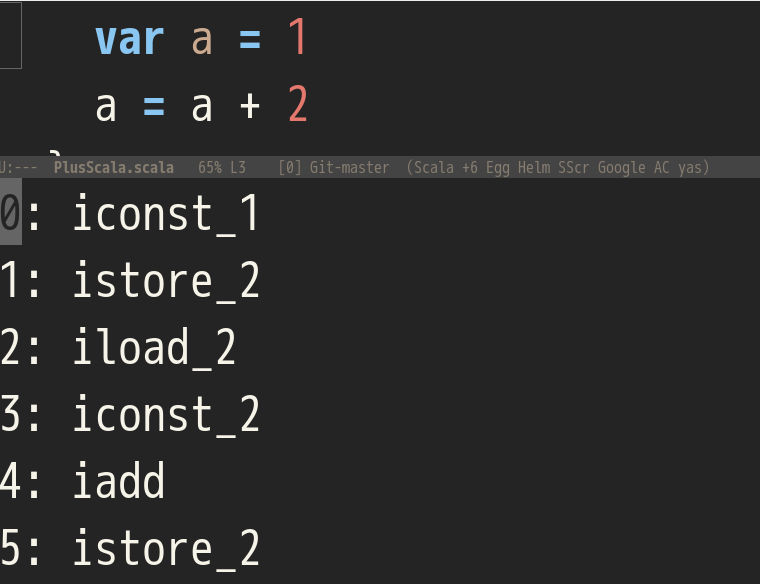 var a = 1
a = a + 2
}
U:--- PlusScala.scala 65% L3 [0] Git-master (Scala +6 Egg Helm SScr Google AC yas)
0: iconst_1
1: istore_2
2: iload_2
3: iconst_2
4: iadd
5: istore_2